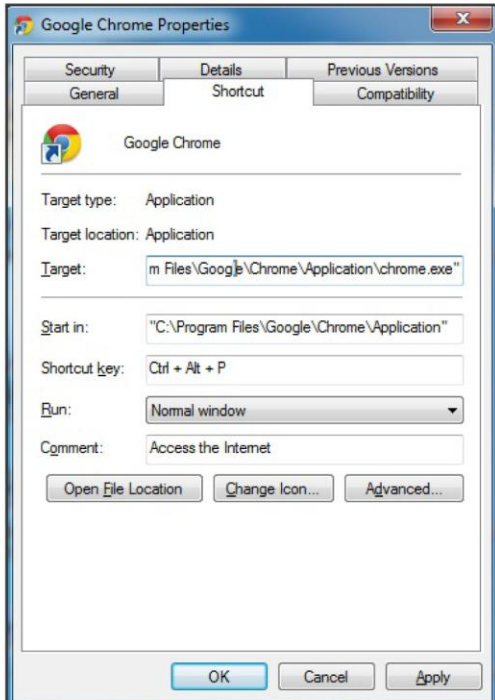 Google Chrome Properties
Security Details Previous Versions
General Shortcut Compatibility
Google Chrome
Target type: Application
Target location: Application
Target: m Files\Google\Chrome\Application\chrome.exe"
Start in: "C:\Program Files\Google\Chrome\Application"
Shortcut key: Ctrl + Alt + P
Run: Normal window
Comment: Access the Internet
Open File Location Change Icon... Advanced...
OK Cancel Apply